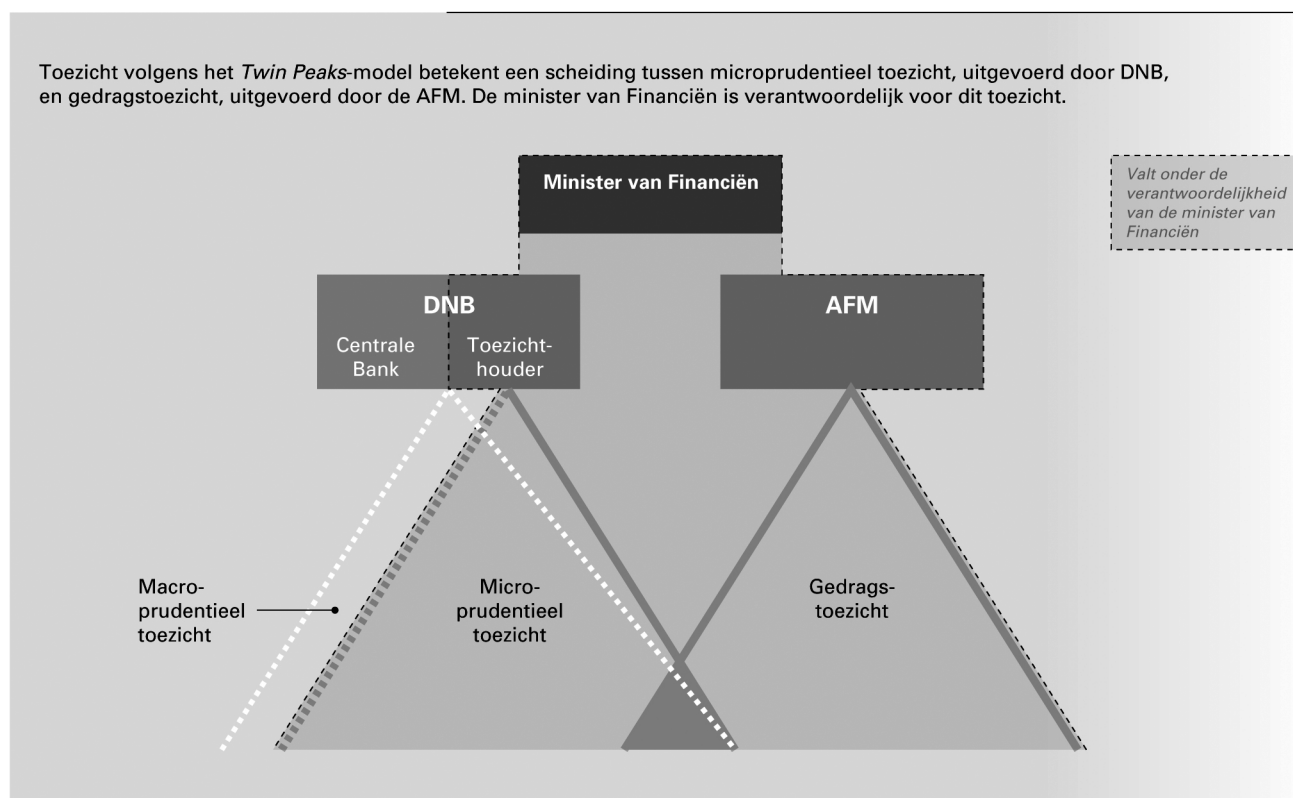 Toezicht volgens het Twin Peaks-model betekent een scheiding tussen microprudentieel toezicht, uitgevoerd door DNB,
en gedragstoezicht, uitgevoerd door de AFM. De minister van Financiën is verantwoordelijk voor dit toezicht.
Minister van Financiën
Valt onder de
verantwoordelijkheid
van de minister van
Financiën
DNB
Centrale
Bank
Toezicht-
houder
AFM
Macro-
prudentieel
toezicht
Micro-
prudentieel
toezicht
Gedrags-
toezicht